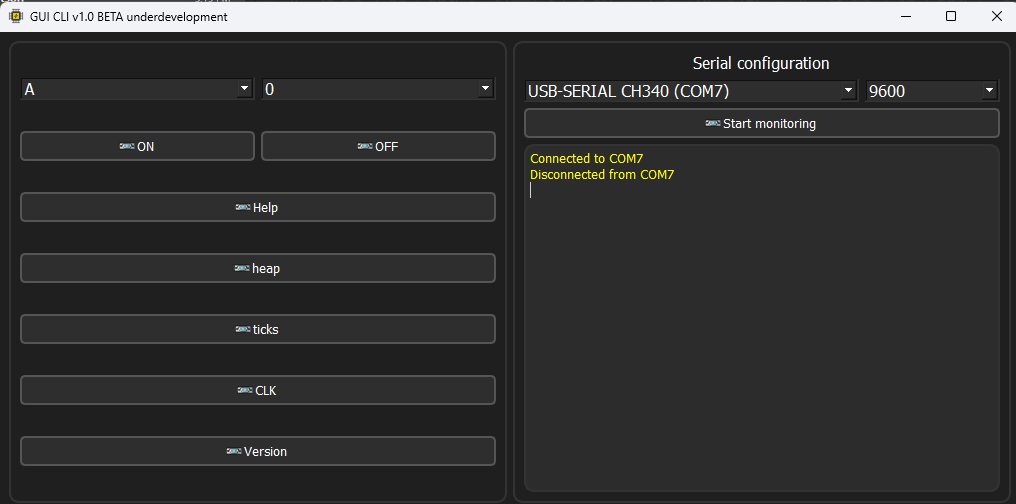 GUI CLI v1.0 BETA underdevelopment
A
0
ON
OFF
Help
heap
ticks
CLK
Version
Serial configuration
USB-SERIAL CH340 (COM7)
9600
Start monitoring
Connected to COM7
Disconnected from COM7